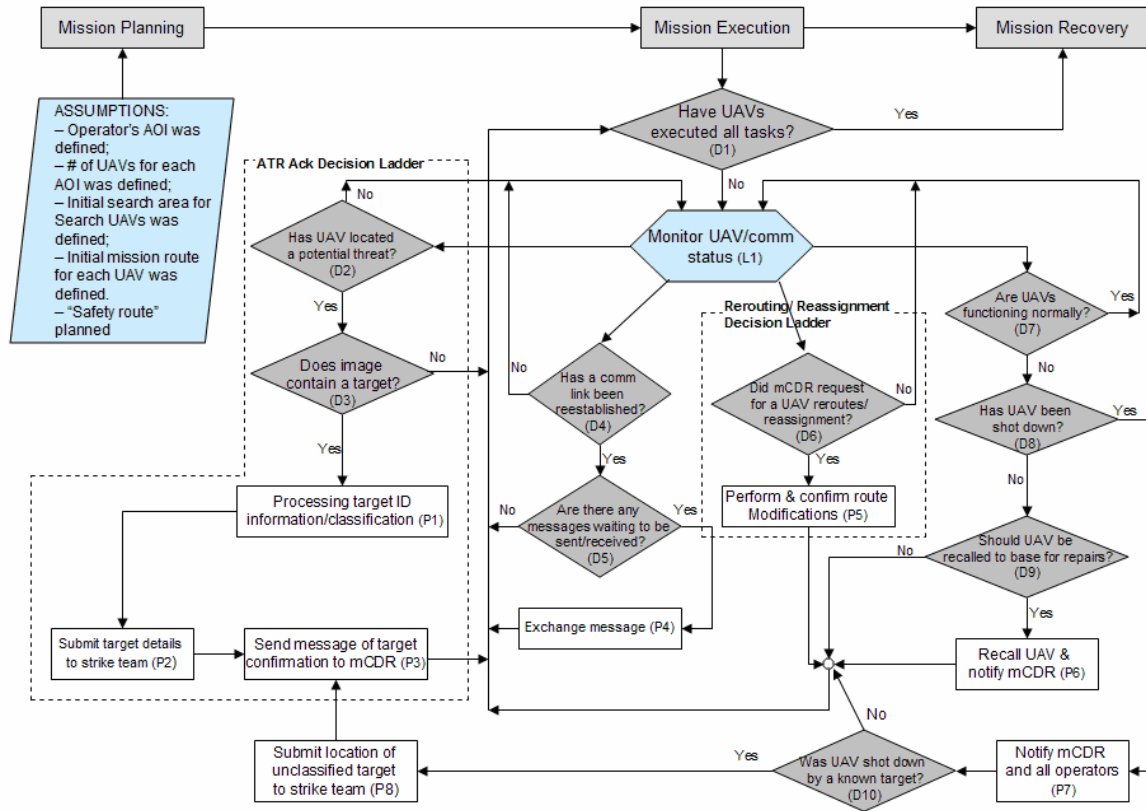 Mission Planning
Mission Execution
Mission Recovery
ASSUMPTIONS:
– Operator's AOI was
defined;
– # of UAVs for each
AOI was defined;
– Initial search area for
Search UAVs was
defined;
– Initial mission route
for each UAV was
defined.
– "Safety route"
planned
Have UAVs
executed all tasks?
(D1)
Yes
No
ATR Ack Decision Ladder
No
Has UAV located
a potential threat?
(D2)
Yes
Does image
contain a target?
(D3)
No
Yes
Processing target ID
information/classification (P1)
Submit target details
to strike team (P2)
Send message of target
confirmation to mCDR (P3)
Monitor UAV/comm
status (L1)
No
Has a comm
link been
reestablished?
(D4)
Yes
No
Are there any
messages waiting to be
sent/received?
(D5)
Yes
Exchange message (P4)
Rerouting/ Reassignment
Decision Ladder
Did mCDR request
for a UAV reroutes/
reassignment?
(D6)
No
Yes
Perform & confirm route
Modifications (P5)
Are UAVs
functioning normally?
(D7)
Yes
No
Has UAV been
shot down?
(D8)
Yes
No
Should UAV be
recalled to base for repairs?
(D9)
No
Yes
Recall UAV &
notify mCDR (P6)
No
Submit location of
unclassified target
to strike team (P8)
Yes
Was UAV shot down
by a known target?
(D10)
Notify mCDR
and all operators
(P7)